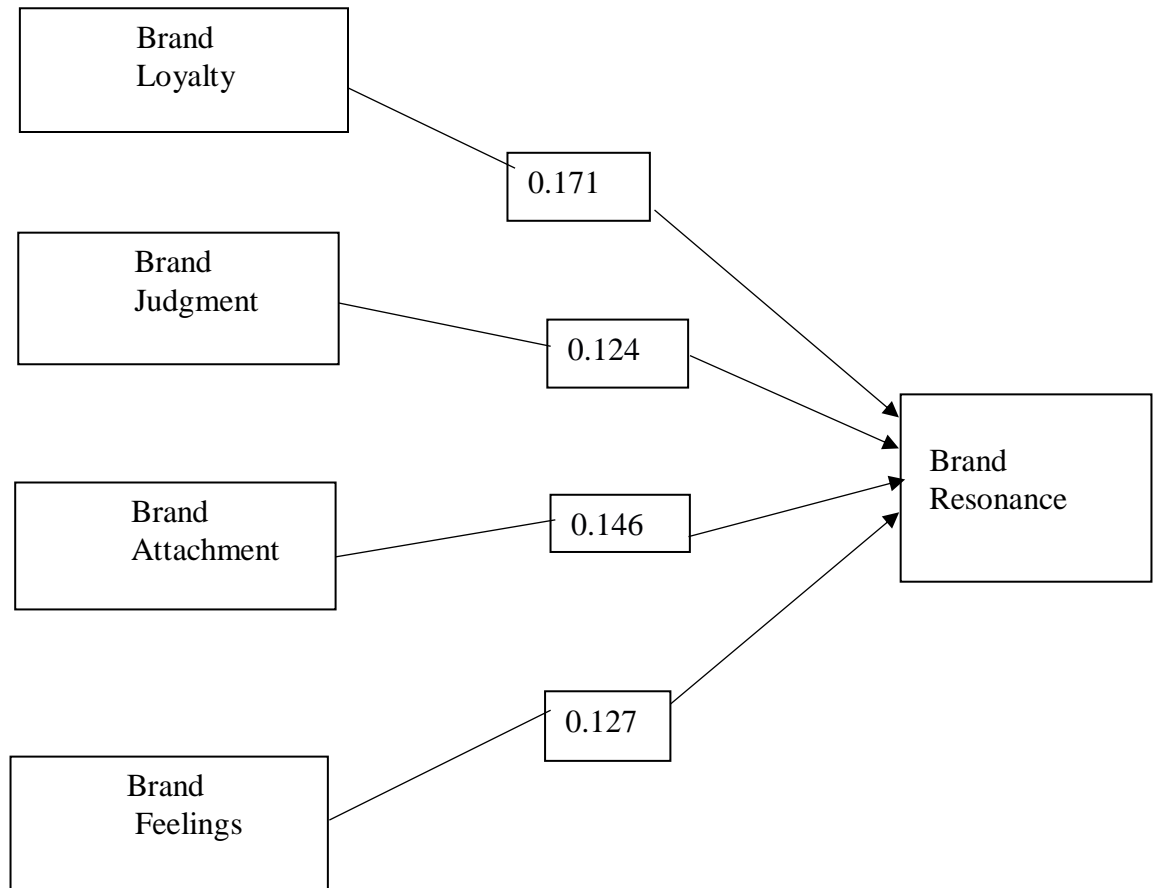 Brand
Loyalty
0.171
Brand
Judgment
0.124
Brand
Attachment
0.146
Brand
Resonance
0.127
Brand
Feelings